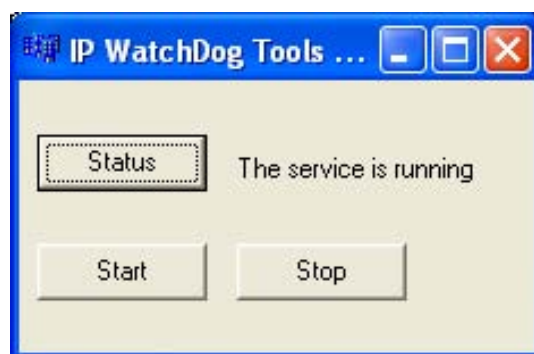 IP WatchDog Tools ...
Status
The service is running
Start
Stop